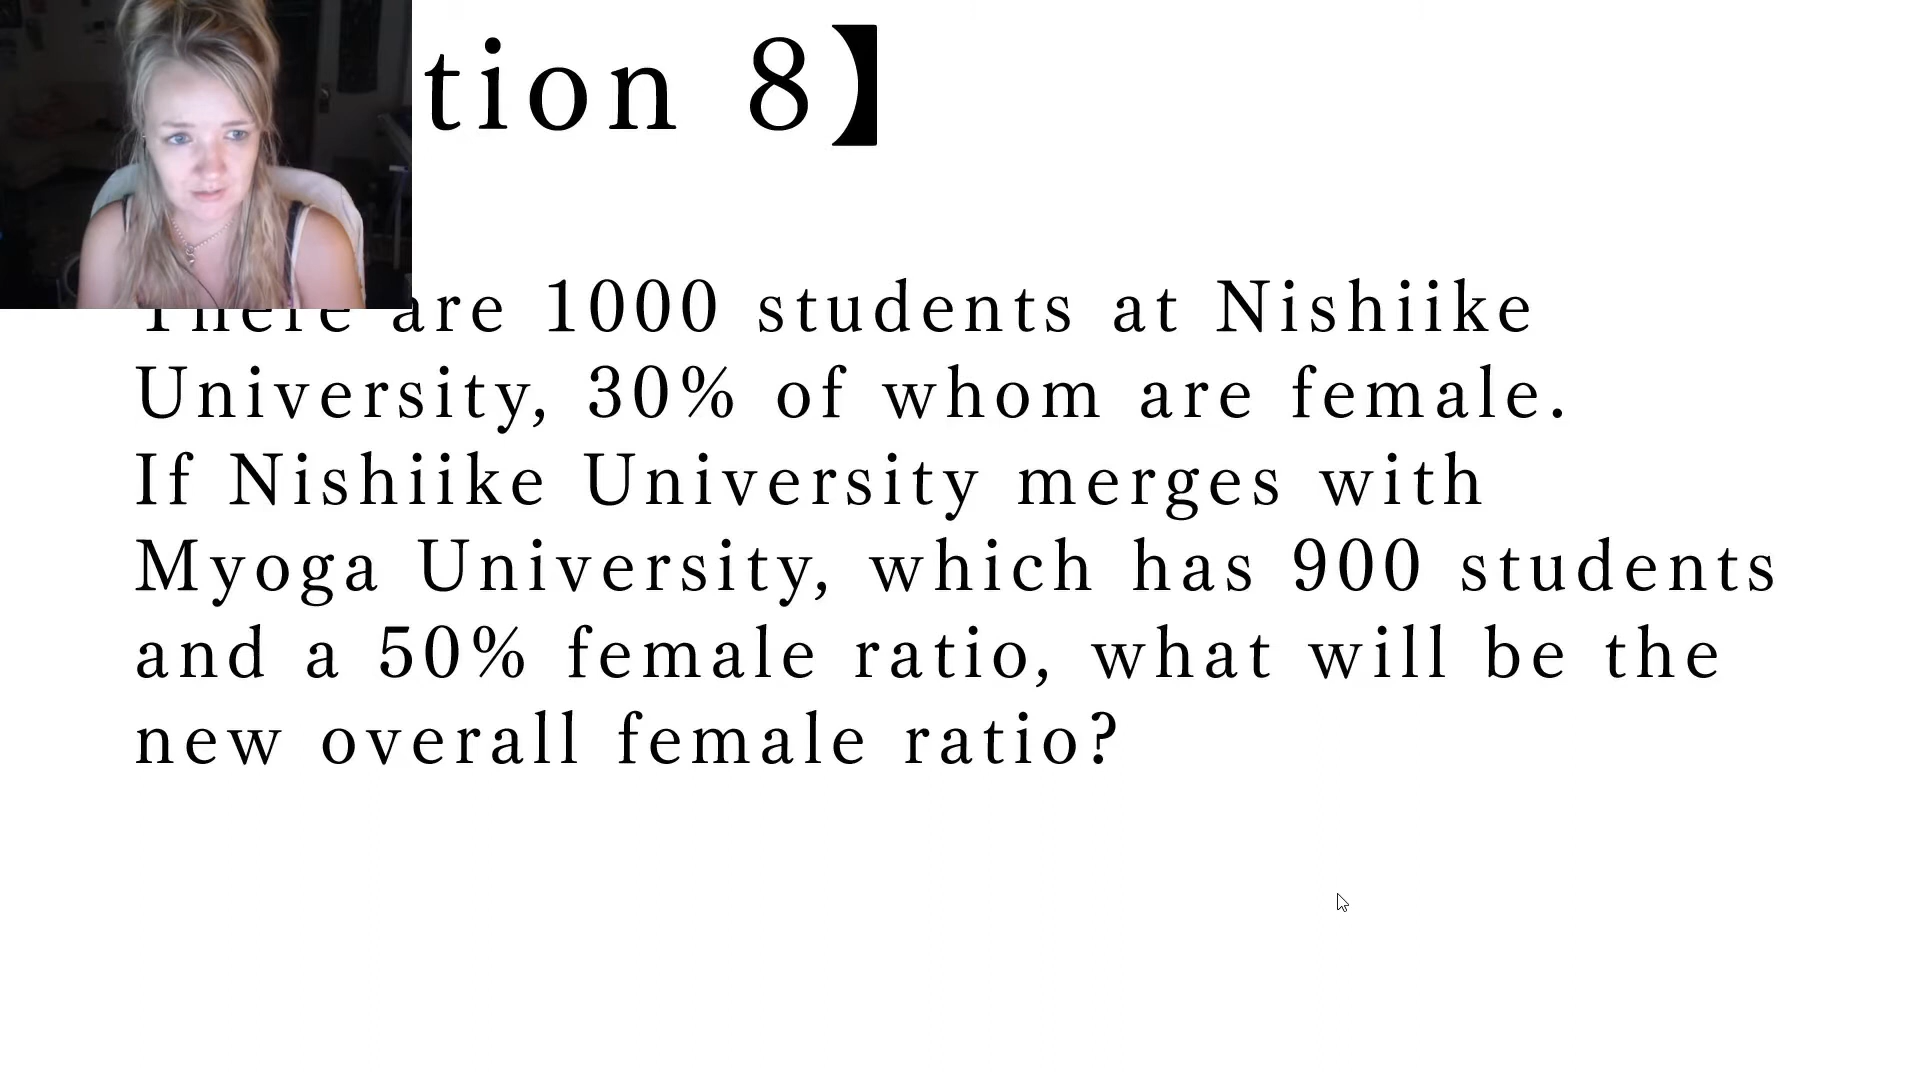 tion 8】
There are 1000 students at Nishiike
University, 30% of whom are female.
If Nishiike University merges with
Myoga University, which has 900 students
and a 50% female ratio, what will be the
new overall female ratio?